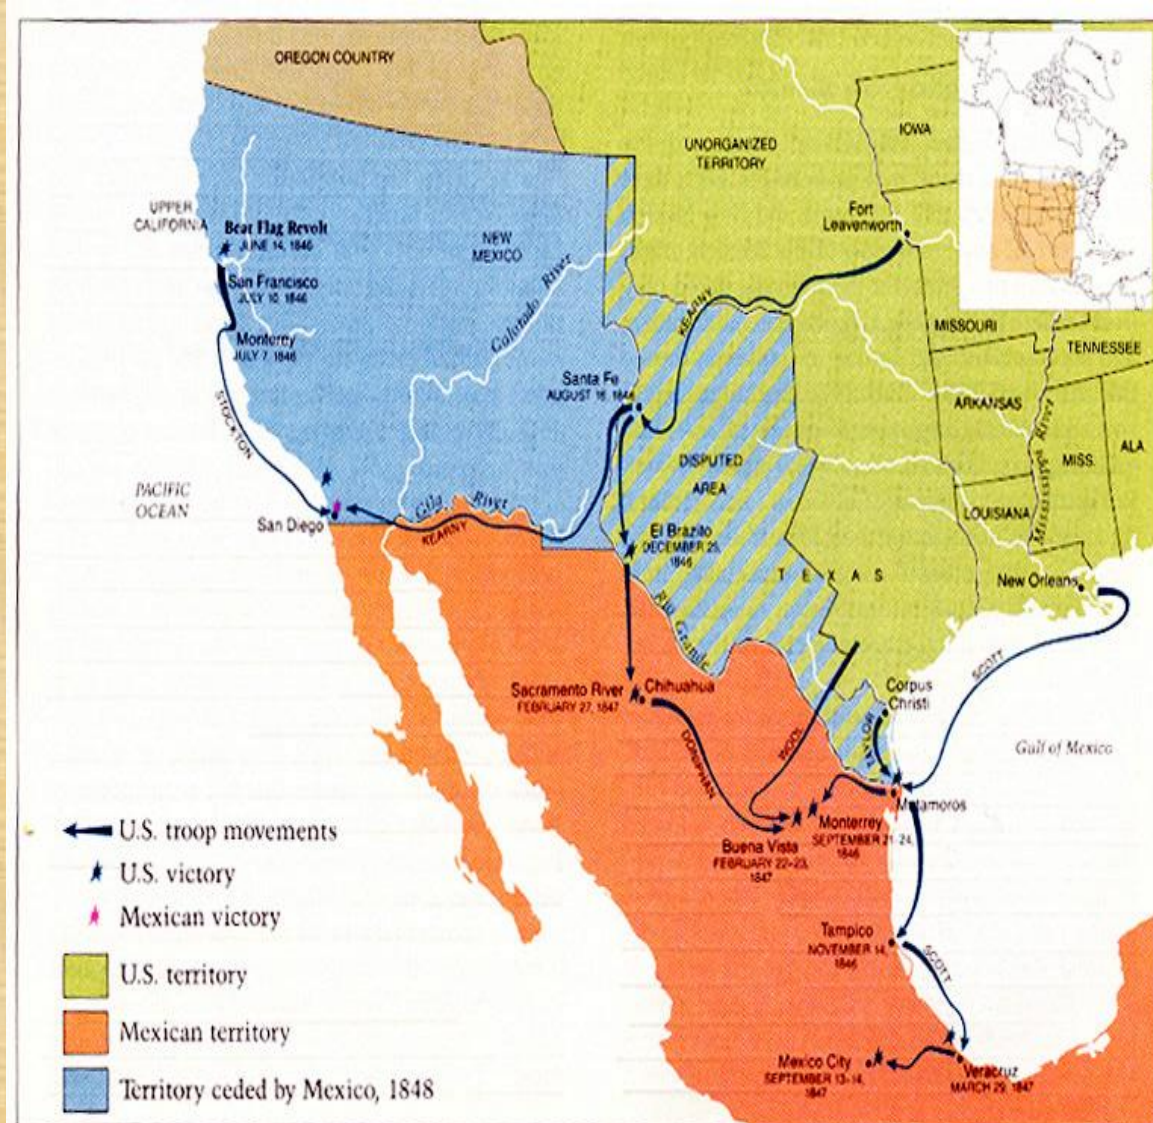 OREGON COUNTRY
UNORGANIZED
TERRITORY
IOWA
UPPER
CALIFORNIA
Bear Flag Revolt
JUNE 14, 1846
NEW
MEXICO
Fort
Leavenworth
San Francisco
JULY 10, 1846
Colorado River
KEARNY
MISSOURI
Monterey
JULY 7, 1846
TENNESSEE
Santa Fe
AUGUST 16, 1846
STOCKTON
ARKANSAS
Mississippi River
MISS.
ALA.
DISPUTED
AREA
PACIFIC
OCEAN
Gila River
LOUISIANA
San Diego
KEARNY
El Brazito
DECEMBER 25,
1846
TEXAS
New Orleans
Rio Grande
SCOTT
Sacramento River
FEBRUARY 27, 1847
Chihuahua
Corpus
Christi
TAYLOR
WOOL
DONIPHAN
Gulf of Mexico
Matamoros
Monterrey
SEPTEMBER 21-24,
1846
Buena Vista
FEBRUARY 22-23,
1847
Tampico
NOVEMBER 14,
1846
SCOTT
Mexico City
SEPTEMBER 13-14,
1847
Veracruz
MARCH 29, 1847
U.S. troop movements
U.S. victory
Mexican victory
U.S. territory
Mexican territory
Territory ceded by Mexico, 1848